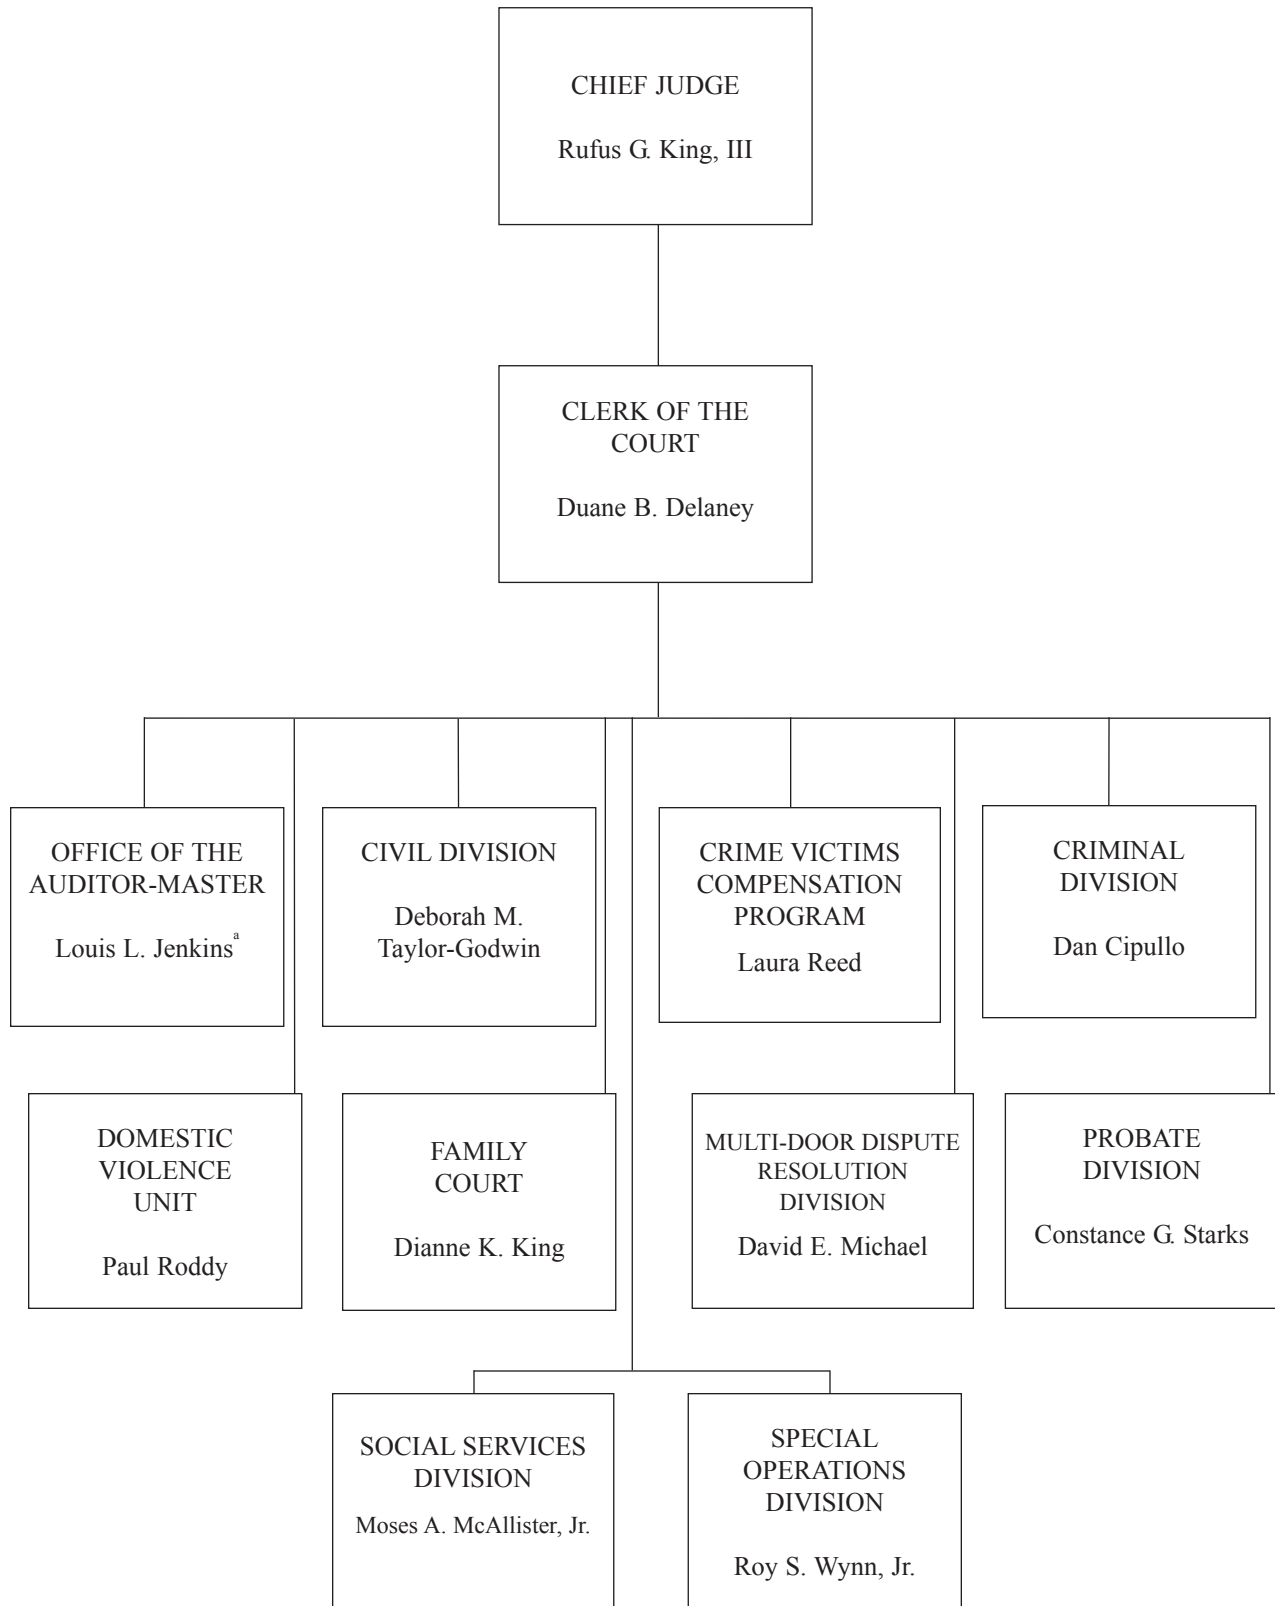 CHIEF JUDGE
Rufus G. King, III
CLERK OF THE
COURT
Duane B. Delaney
OFFICE OF THE
AUDITOR-MASTER
Louis L. Jenkinsª
CIVIL DIVISION
Deborah M.
Taylor-Godwin
CRIME VICTIMS
COMPENSATION
PROGRAM
Laura Reed
CRIMINAL
DIVISION
Dan Cipullo
DOMESTIC
VIOLENCE
UNIT
Paul Roddy
FAMILY
COURT
Dianne K. King
MULTI-DOOR DISPUTE
RESOLUTION
DIVISION
David E. Michael
PROBATE
DIVISION
Constance G. Starks
SOCIAL SERVICES
DIVISION
Moses A. McAllister, Jr.
SPECIAL
OPERATIONS
DIVISION
Roy S. Wynn, Jr.